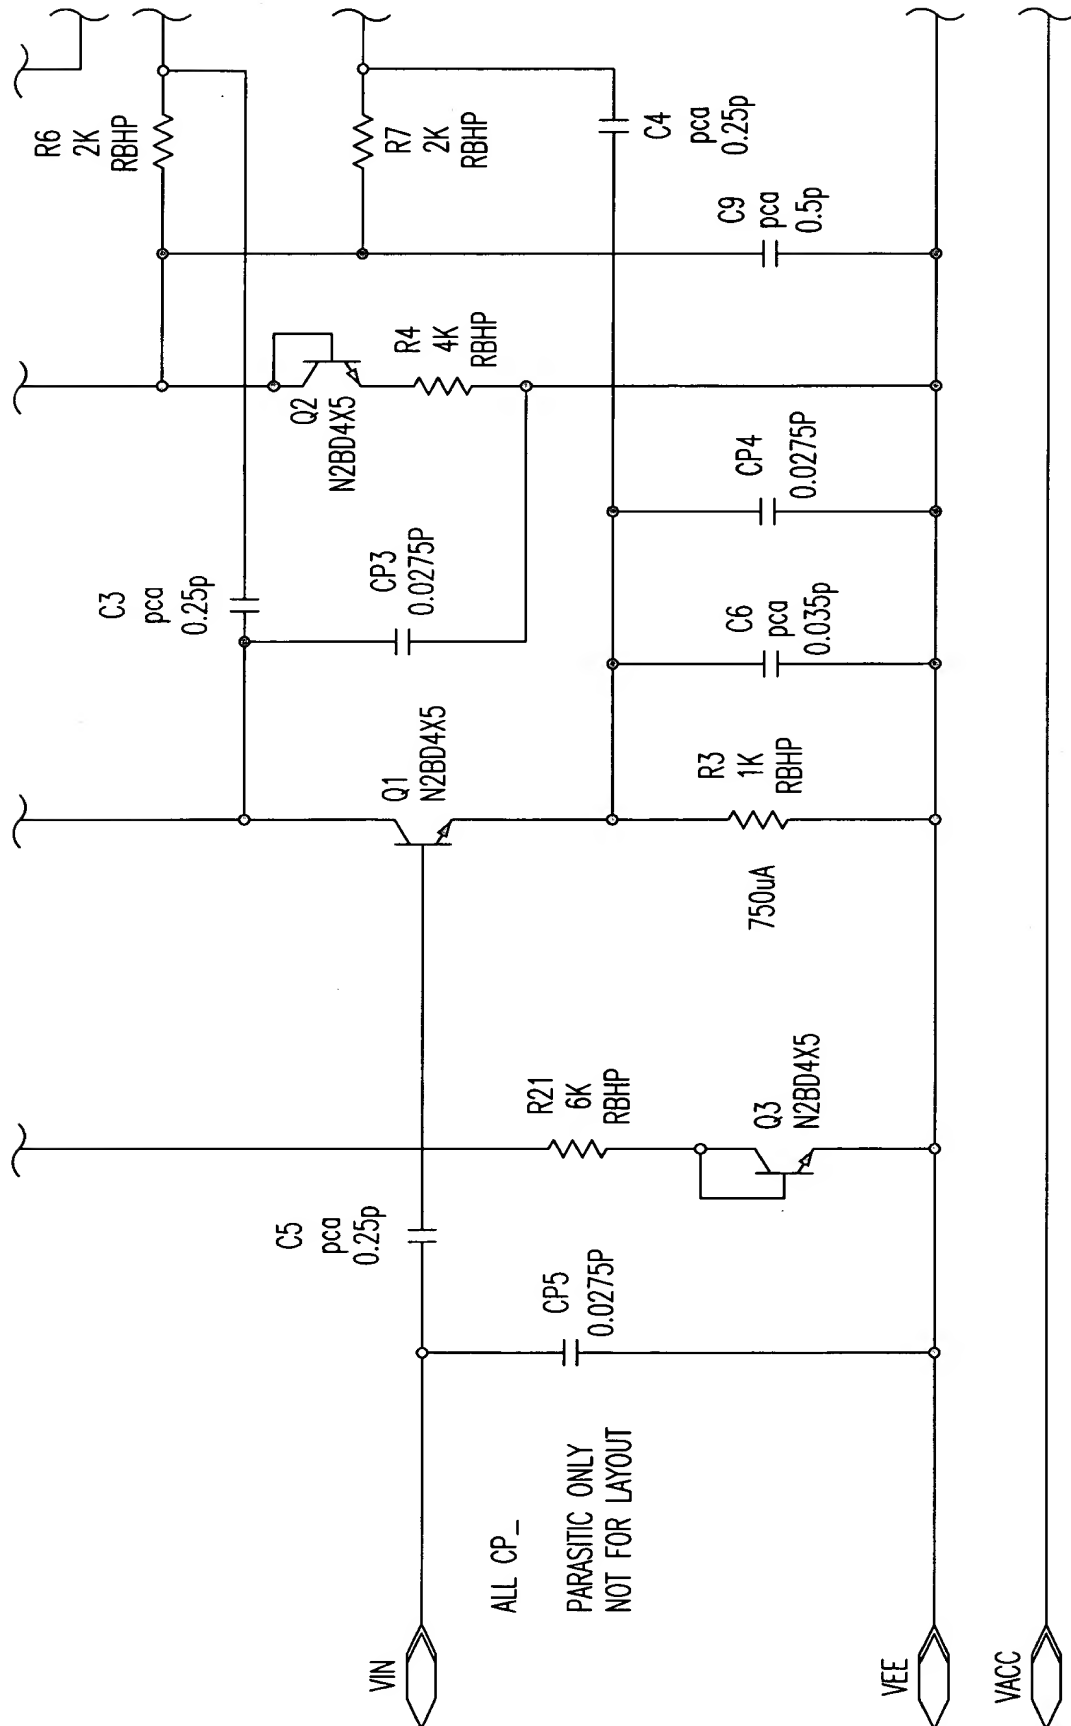 R6
2K
RBHP
R7
2K
RBHP
C4
pca
0.25p
C9
pca
0.5p
Q2
N2BD4X5
R4
4K
RBHP
C3
pca
0.25p
CP3
0.0275P
CP4
0.0275P
C6
pca
0.035p
Q1
N2BD4X5
R3
1K
RBHP
750uA
R21
6K
RBHP
Q3
N2BD4X5
C5
pca
0.25p
CP5
0.0275P
ALL CP_
PARASITIC ONLY
NOT FOR LAYOUT
VIN
VEE
VACC